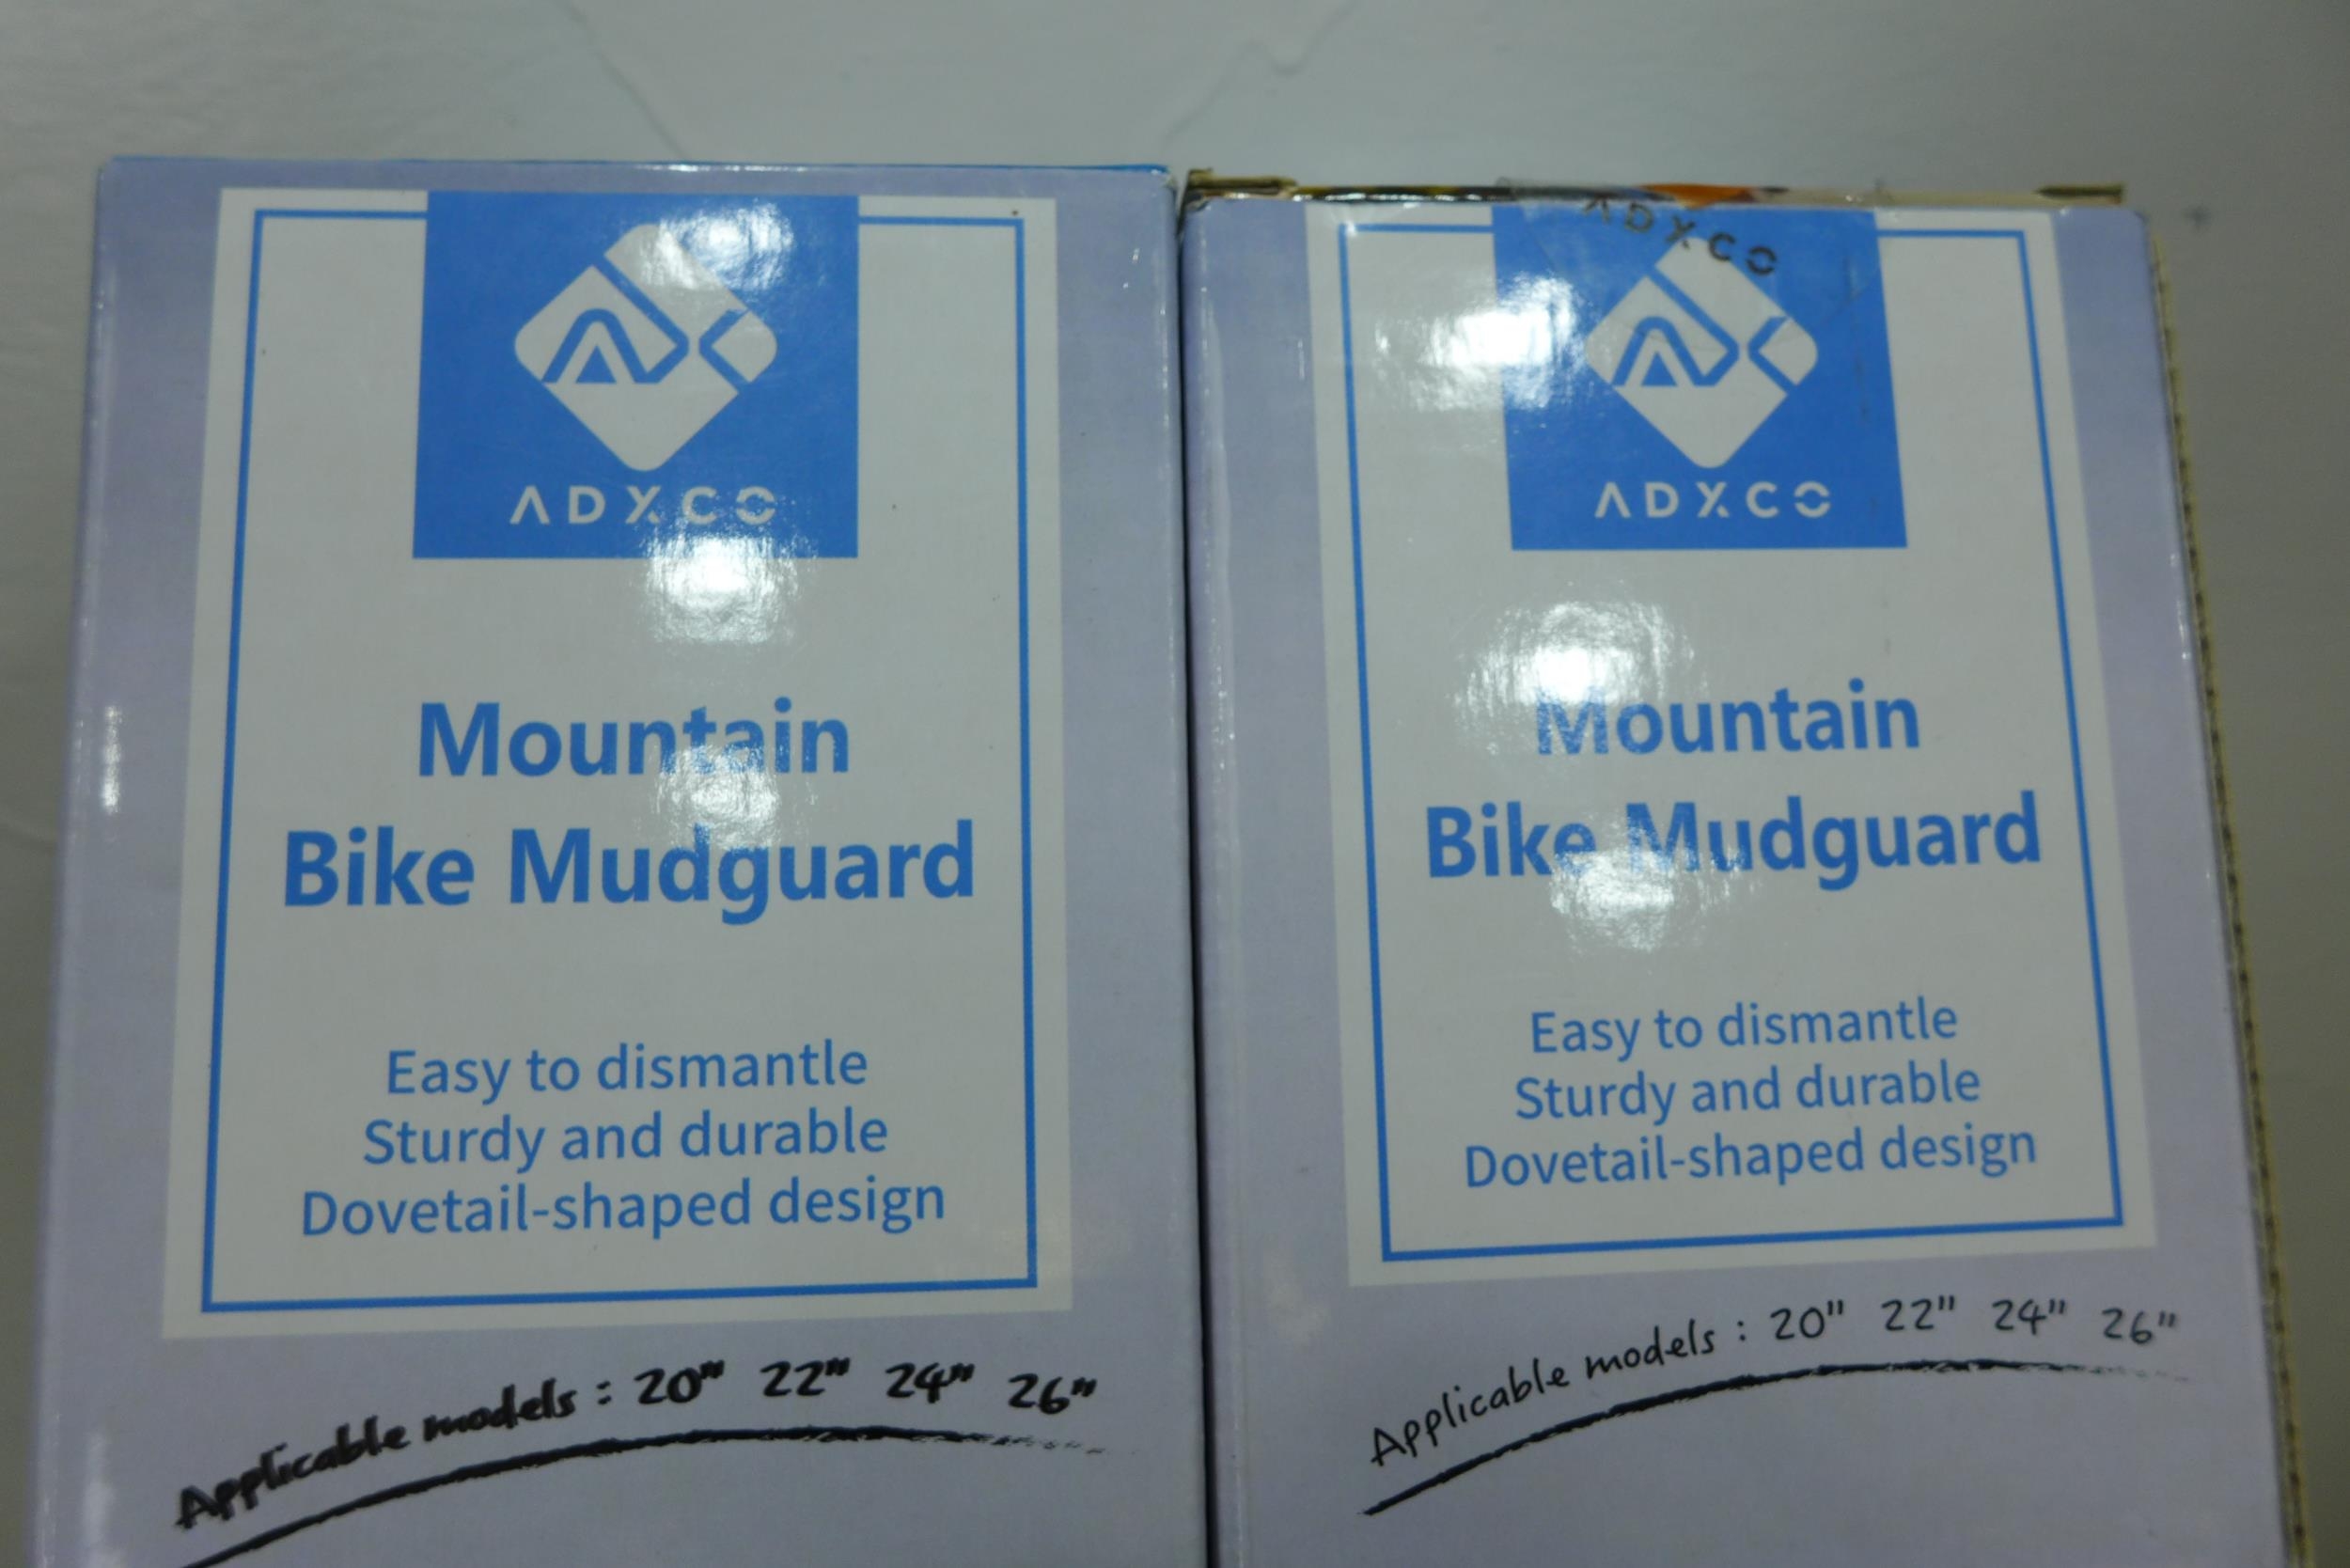 ADXCO
Mountain
Bike Mudguard
Easy to dismantle
Sturdy and durable
Dovetail-shaped design
Applicable models : 20" 22" 24" 26"
ADXCO
ADXCO
Mountain
Bike Mudguard
Easy to dismantle
Sturdy and durable
Dovetail-shaped design
Applicable models : 20" 22" 24" 26"